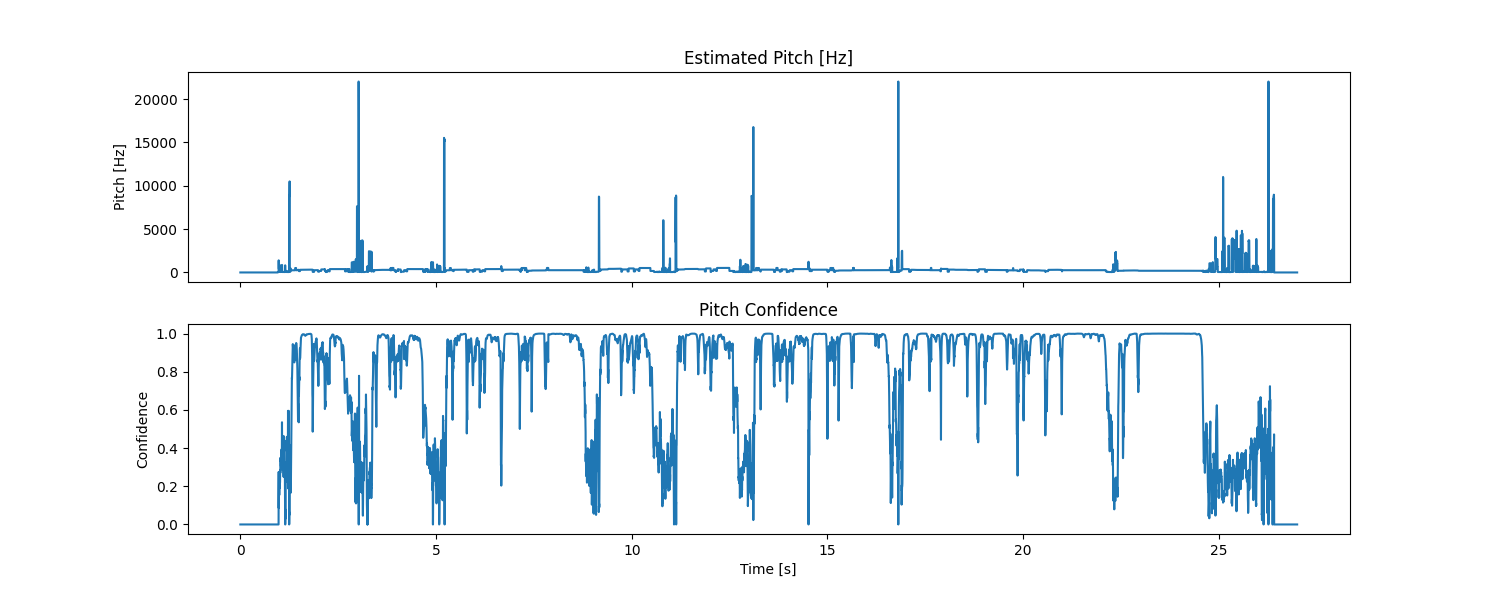 Estimated Pitch [Hz]
Pitch [Hz]
20000
15000
10000
5000
0
Pitch Confidence
Confidence
1.0
0.8
0.6
0.4
0.2
0.0
0 5 10 15 20 25
Time [s]